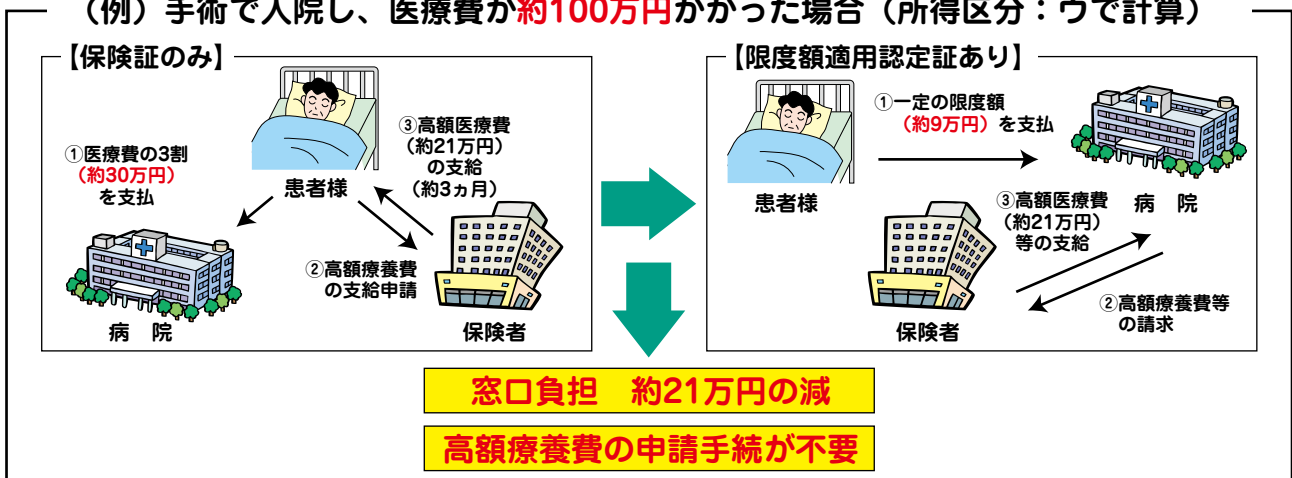 （例）手術で入院し、医療費が約100万円かかった場合（所得区分：ウで計算）
【保険証のみ】
①医療費の3割
（約30万円）
を支払
患者様
③高額医療費
（約21万円）
の支給
（約3ヵ月）
②高額療養費
の支給申請
病　院
保険者
【限度額適用認定証あり】
①一定の限度額
（約9万円）を支払
患者様
③高額医療費
（約21万円）
等の支給
病　院
②高額療養費等
の請求
保険者
窓口負担　約21万円の減
高額療養費の申請手続が不要